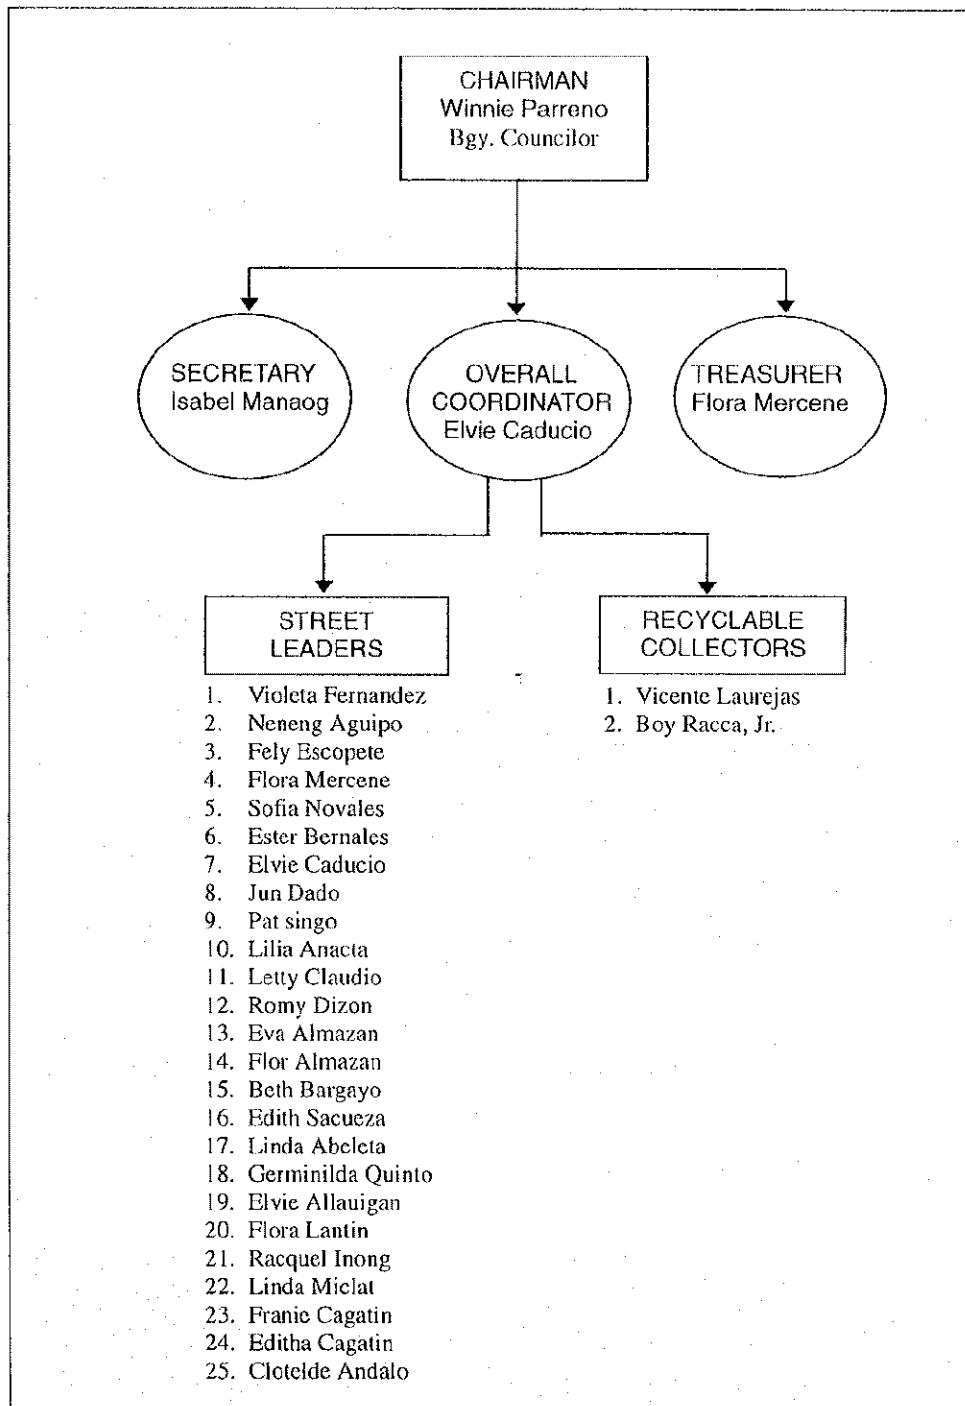 CHAIRMAN
Winnie Parreno
Bgy. Councilor
SECRETARY
Isabel Manaog
OVERALL
COORDINATOR
Elvie Caducio
TREASURER
Flora Mercene
STREET
LEADERS
1. Violeta Fernandez
2. Neneng Aguipo
3. Fely Escopete
4. Flora Mercene
5. Sofia Novales
6. Ester Bernales
7. Elvie Caducio
8. Jun Dado
9. Pat singo
10. Lilia Anacta
11. Letty Claudio
12. Romy Dizon
13. Eva Almazan
14. Flor Almazan
15. Beth Bargayo
16. Edith Sacueza
17. Linda Abeleta
18. Germinilda Quinto
19. Elvie Allauigan
20. Flora Lantin
21. Racquel Inong
22. Linda Miclat
23. Franie Cagatin
24. Editha Cagatin
25. Clotelde Andalo
RECYCLABLE
COLLECTORS
1. Vicente Laurejas
2. Boy Racca, Jr.